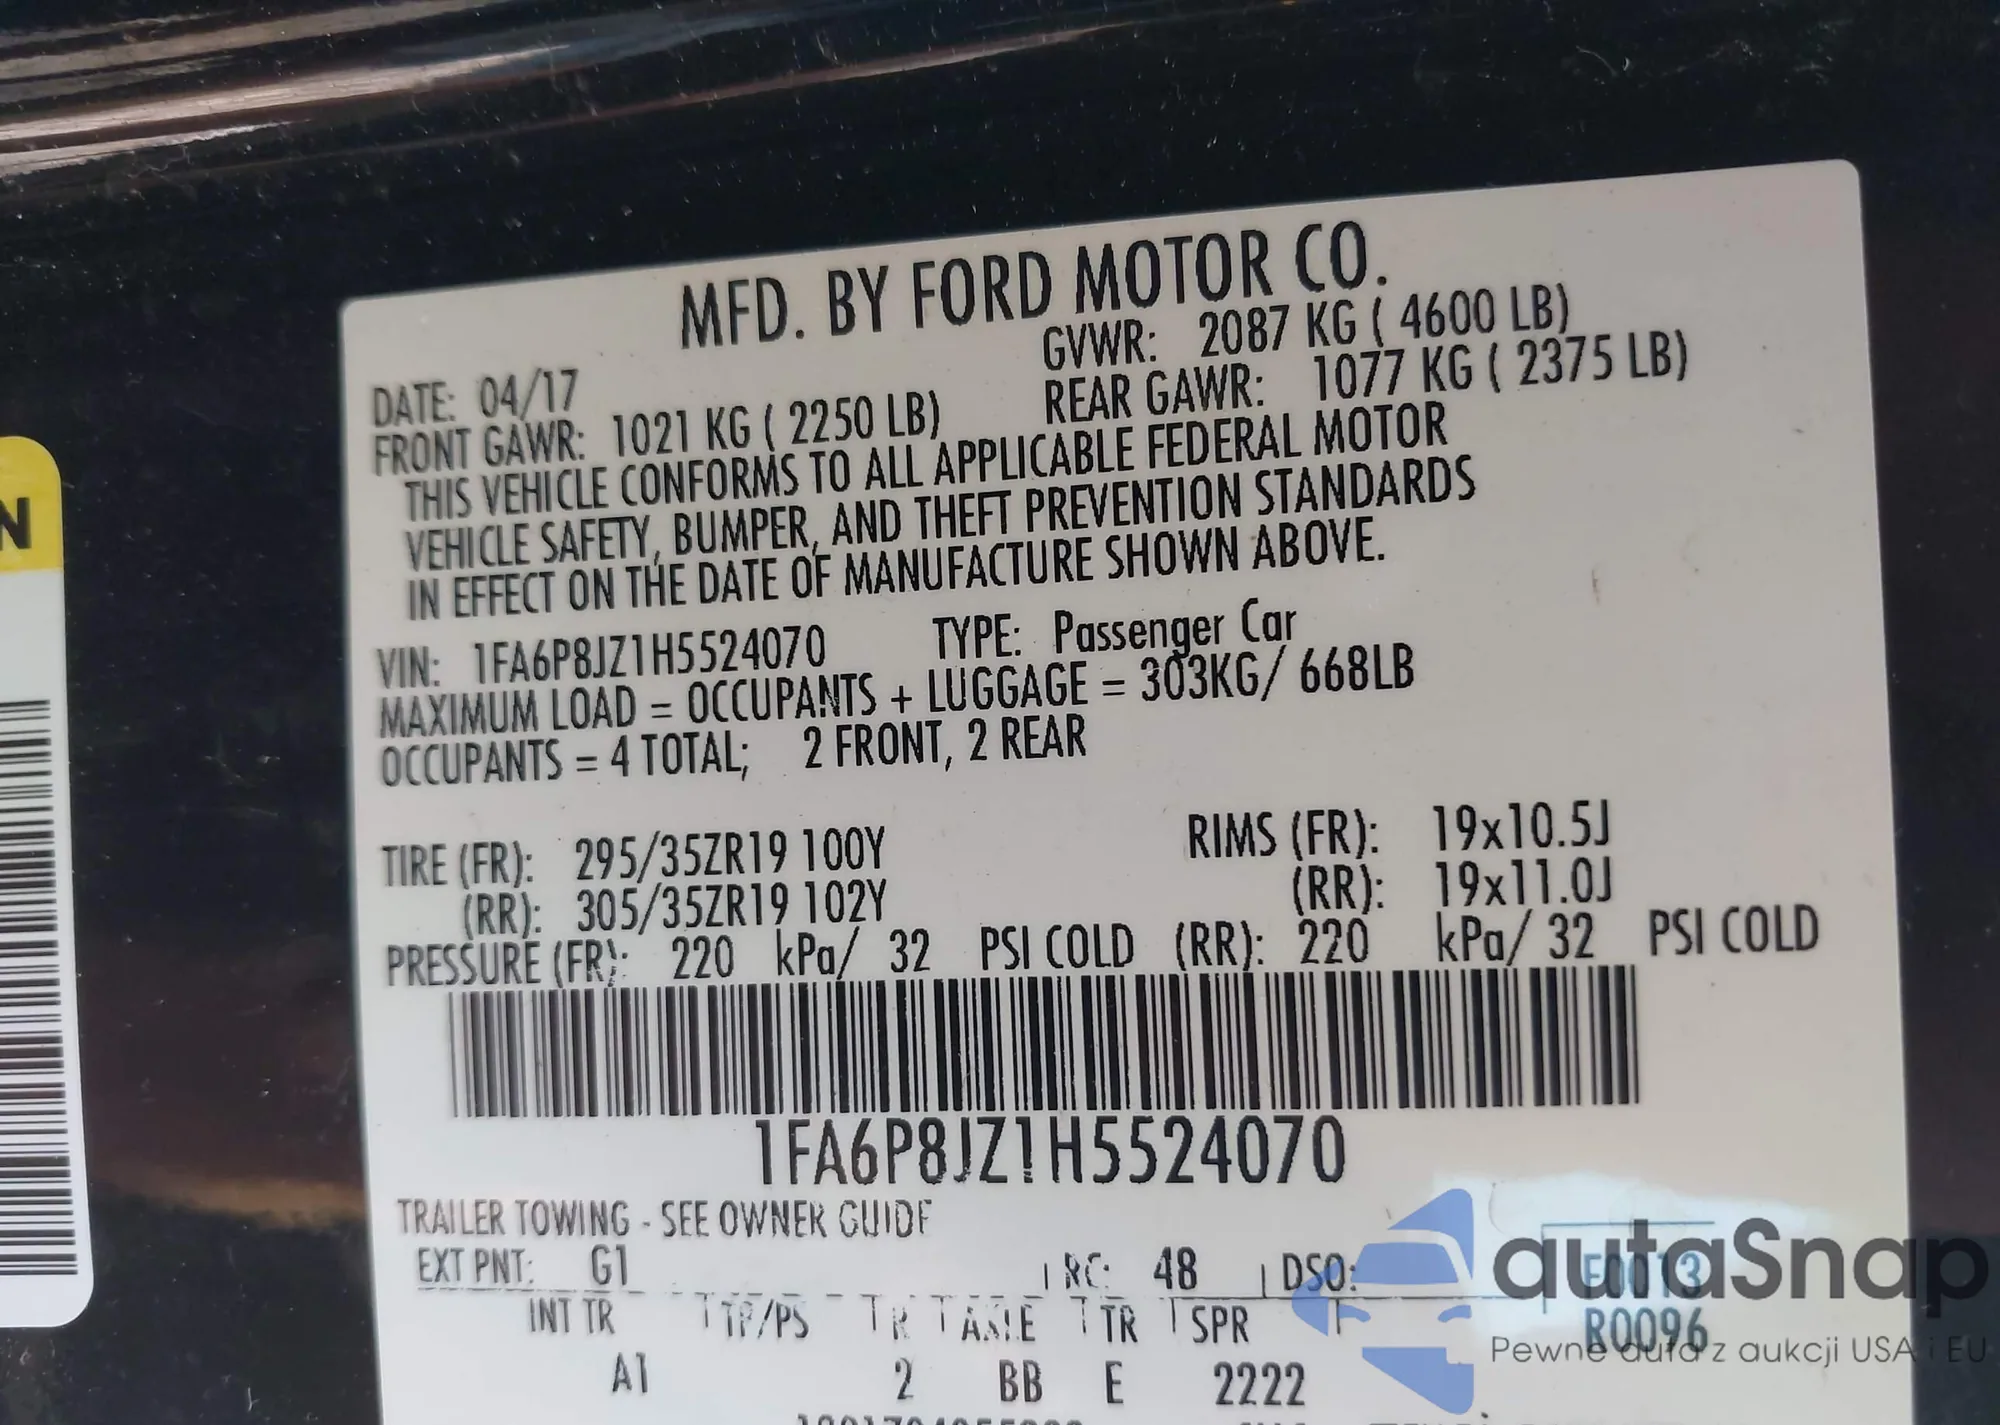 MFD. BY FORD MOTOR CO.
DATE: 04/17 GVWR: 2087 KG ( 4600 LB)
FRONT GAWR: 1021 KG ( 2250 LB) REAR GAWR: 1077 KG ( 2375 LB)
THIS VEHICLE CONFORMS TO ALL APPLICABLE FEDERAL MOTOR
VEHICLE SAFETY, BUMPER, AND THEFT PREVENTION STANDARDS
IN EFFECT ON THE DATE OF MANUFACTURE SHOWN ABOVE.
VIN: 1FA6P8JZ1H5524070 TYPE: Passenger Car
MAXIMUM LOAD = OCCUPANTS + LUGGAGE = 303KG/ 668LB
OCCUPANTS = 4 TOTAL; 2 FRONT, 2 REAR
TIRE (FR): 295/35ZR19 100Y RIMS (FR): 19x10.5J
(RR): 305/35ZR19 102Y (RR): 19x11.0J
PRESSURE (FR): 220 kPa/ 32 PSI COLD (RR): 220 kPa/ 32 PSI COLD
1FA6P8JZ1H5524070
TRAILER TOWING - SEE OWNER GUIDE
EXT PNT: G1 RC: 48 DSO:
INT TR TP/PS R AXLE TR SPR
R0096
A1 2 BB E 2222
N
autaSnap
Pewne auta z aukcji USA i EU